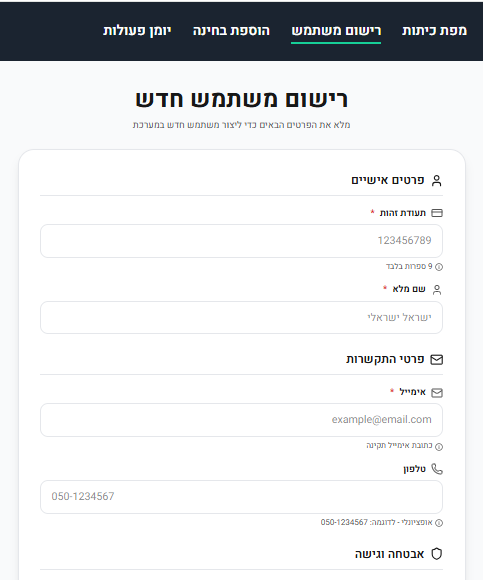 מפת כיתות רישום משתמש הוספת בחינה יומן פעולות
רישום משתמש חדש
מלא את הפרטים הבאים כדי ליצור משתמש חדש במערכת
פרטים אישיים
תעודת זהות *
123456789
9 ספרות בלבד
שם מלא *
ישראל ישראלי
פרטי התקשרות
אימייל *
example@email.com
כתובת אימייל תקינה
טלפון
050-1234567
אופציונלי - לדוגמה: 050-1234567
אבטחה וגישה